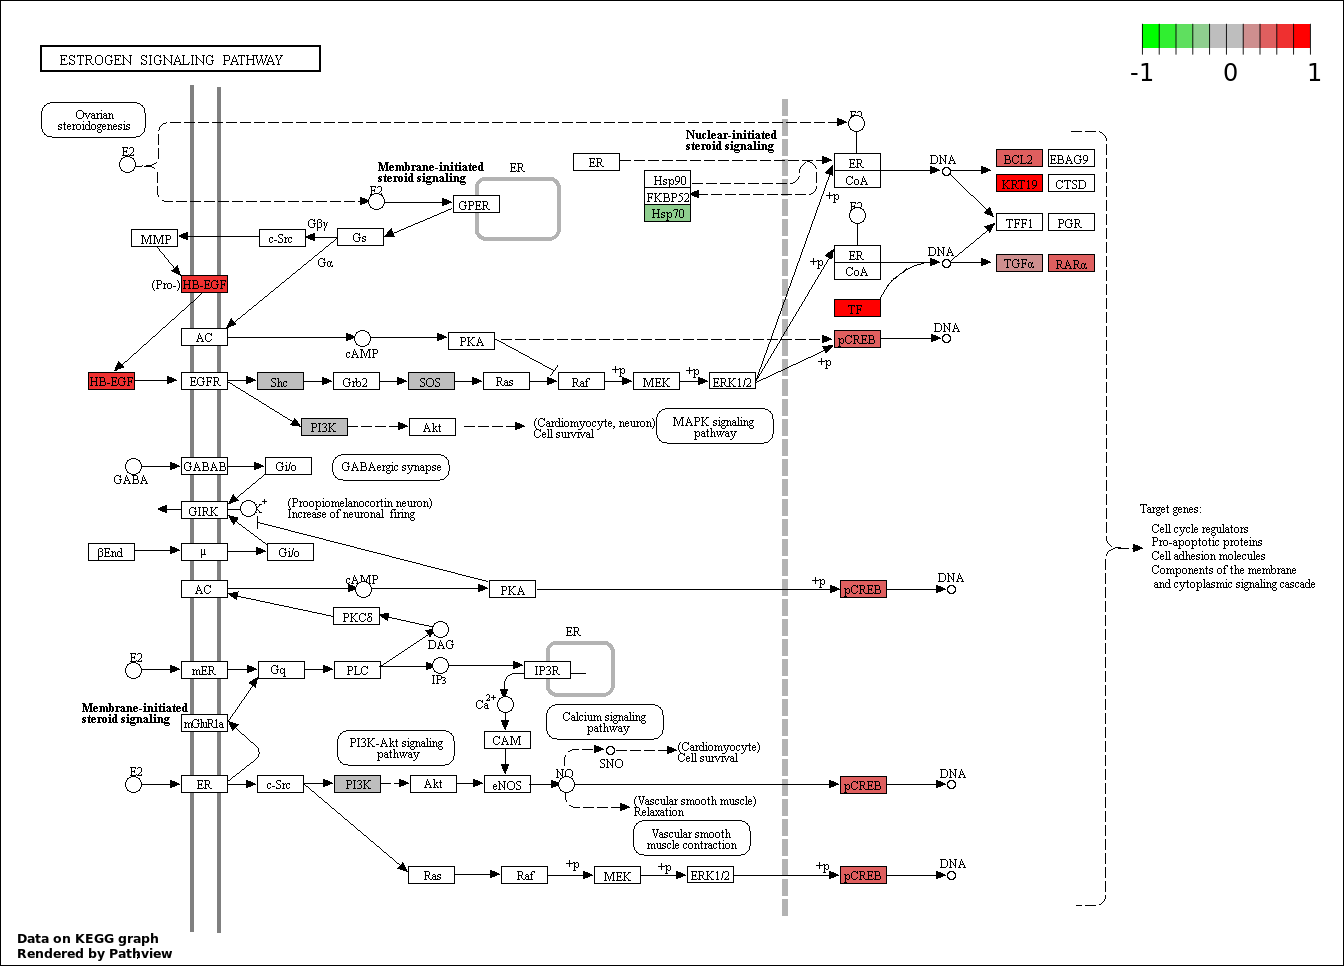 ESTROGEN SIGNALING PATHWAY
-1 0 1
Ovarian
steroidogenesis
E2
Membrane-initiated
steroid signaling
E2
GPER
ER
ER
Nuclear-initiated
steroid signaling
Hsp90
FKBP52
Hsp70
E2
ER
CoA
DNA
BCL2 EBAG9
KRT19 CTSD
TFF1 PGR
+p
E2
ER
CoA
+p
DNA
TGFα RARα
TF
MMP
c-Src
Gβγ
Gs
Gα
(Pro-) HB-EGF
AC
cAMP
PKA
pCREB
DNA
+p
HB-EGF
EGFR
Shc
Grb2
SOS
Ras
Raf
+p
MEK
+p
ERK1/2
PI3K
Akt
(Cardiomyocyte, neuron)
Cell survival
MAPK signaling
pathway
GABA
GABAB
Gi/o
GABAergic synapse
GIRK
K+
(Proopiomelanocortin neuron)
Increase of neuronal firing
βEnd
μ
Gi/o
Target genes:
Cell cycle regulators
Pro-apoptotic proteins
Cell adhesion molecules
Components of the membrane
and cytoplasmic signaling cascade
AC
cAMP
PKA
+p
pCREB
DNA
PKCδ
DAG
E2
mER
Gq
PLC
IP3
IP3R
ER
Ca2+
Membrane-initiated
steroid signaling
mGluR1a
CAM
Calcium signaling
pathway
PI3K-Akt signaling
pathway
E2
ER
c-Src
PI3K
Akt
eNOS
NO
SNO
(Cardiomyocyte)
Cell survival
pCREB
DNA
(Vascular smooth muscle)
Relaxation
Vascular smooth
muscle contraction
Ras
Raf
+p
MEK
+p
ERK1/2
+p
pCREB
DNA
Data on KEGG graph
Rendered by Pathview